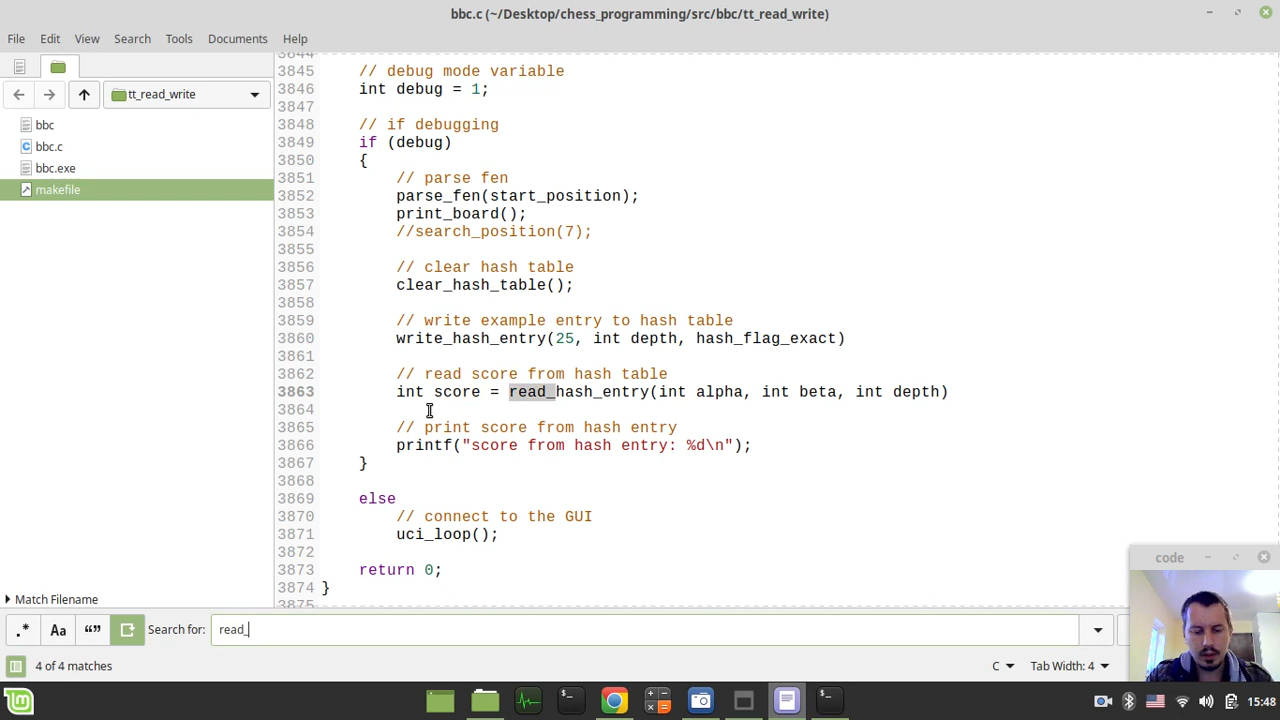 bbc.c (~/Desktop/chess_programming/src/bbc/tt_read_write)
File Edit View Search Tools Documents Help
tt_read_write
bbc
bbc.c
bbc.exe
makefile
Match Filename
3844
3845 // debug mode variable
3846 int debug = 1;
3847
3848 // if debugging
3849 if (debug)
3850 {
3851 // parse fen
3852 parse_fen(start_position);
3853 print_board();
3854 //search_position(7);
3855
3856 // clear hash table
3857 clear_hash_table();
3858
3859 // write example entry to hash table
3860 write_hash_entry(25, int depth, hash_flag_exact)
3861
3862 // read score from hash table
3863 int score = read_hash_entry(int alpha, int beta, int depth)
3864
3865 // print score from hash entry
3866 printf("score from hash entry: %d\n");
3867 }
3868
3869 else
3870 // connect to the GUI
3871 uci_loop();
3872
3873 return 0;
3874 }
3875
code
.* Aa “” Search for: read_
4 of 4 matches C Tab Width: 4
15:48